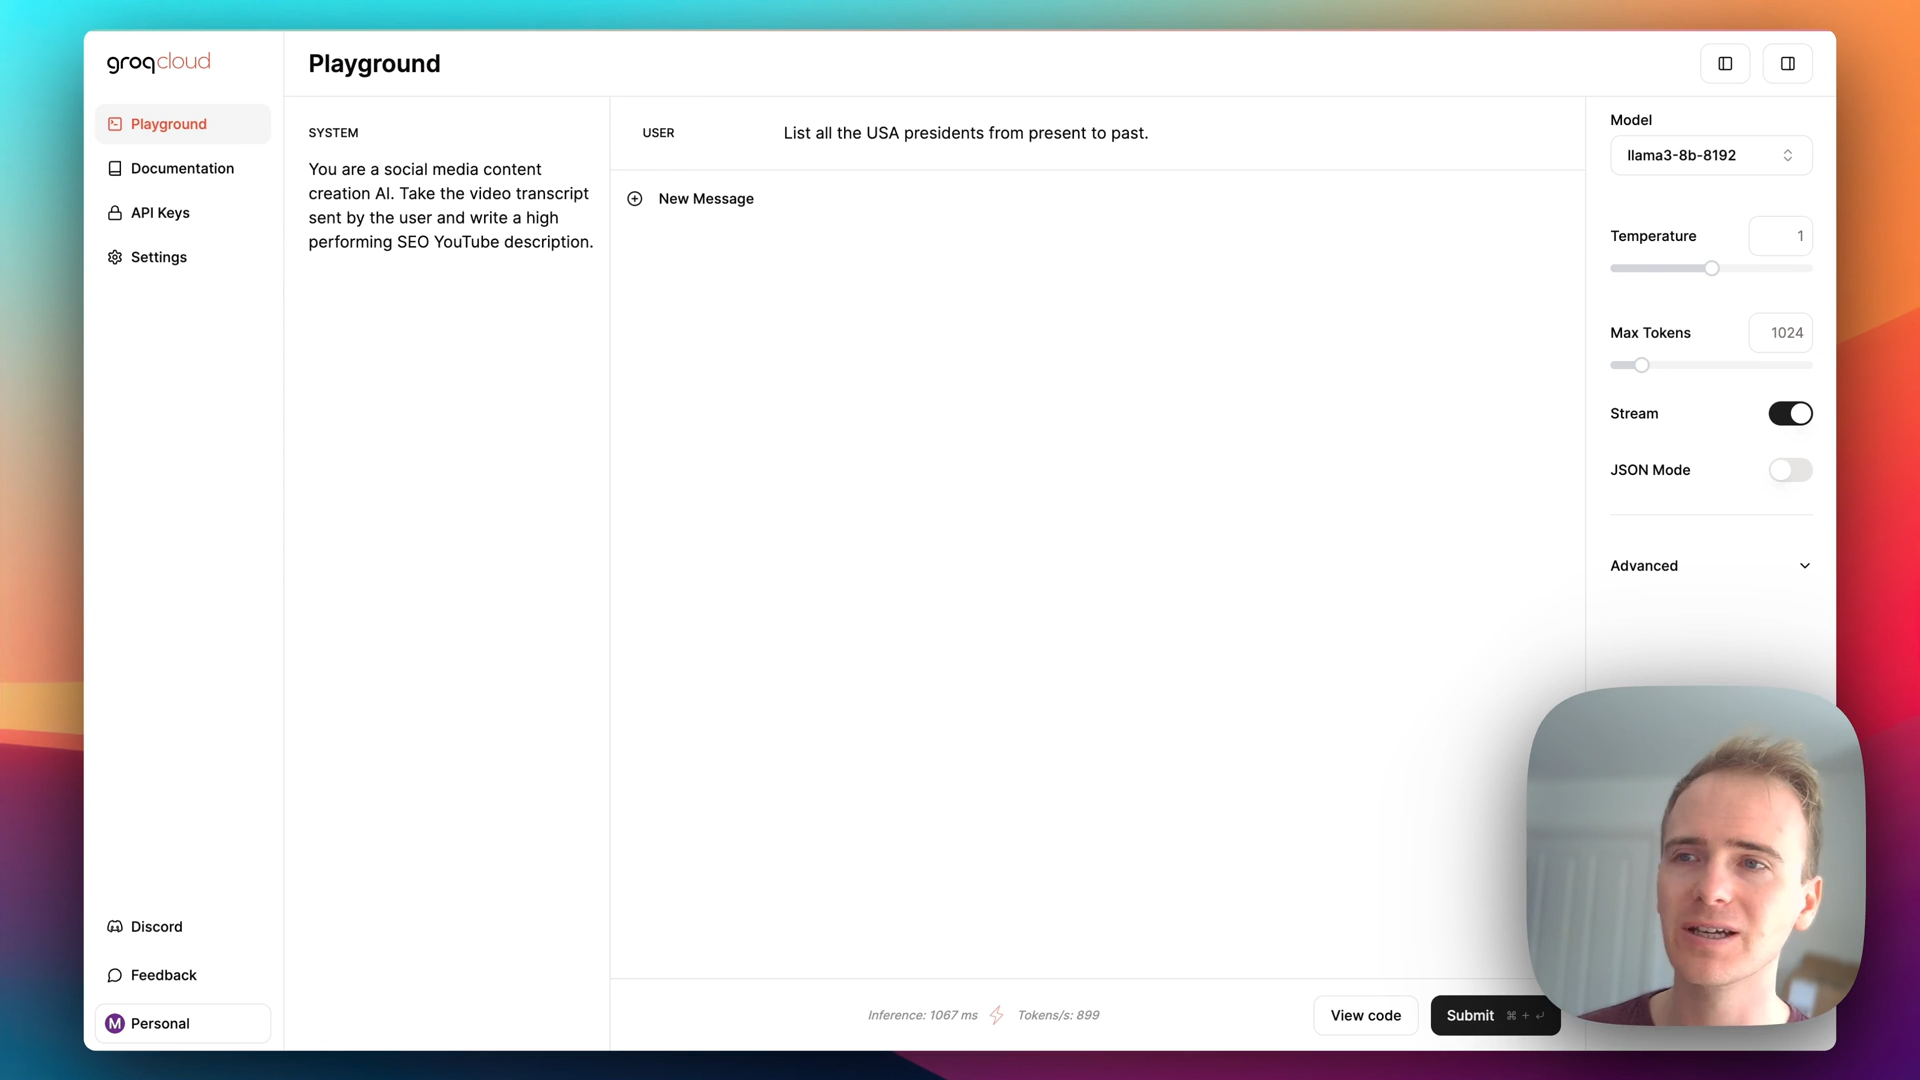 groqcloud
Playground
Documentation
API Keys
Settings
Discord
Feedback
M Personal
Playground
SYSTEM
You are a social media content
creation AI. Take the video transcript
sent by the user and write a high
performing SEO YouTube description.
USER
List all the USA presidents from present to past.
New Message
Inference: 1067 ms Tokens/s: 899
View code
Submit ⌘ + ↵
Model
llama3-8b-8192
Temperature 1
Max Tokens 1024
Stream
JSON Mode
Advanced